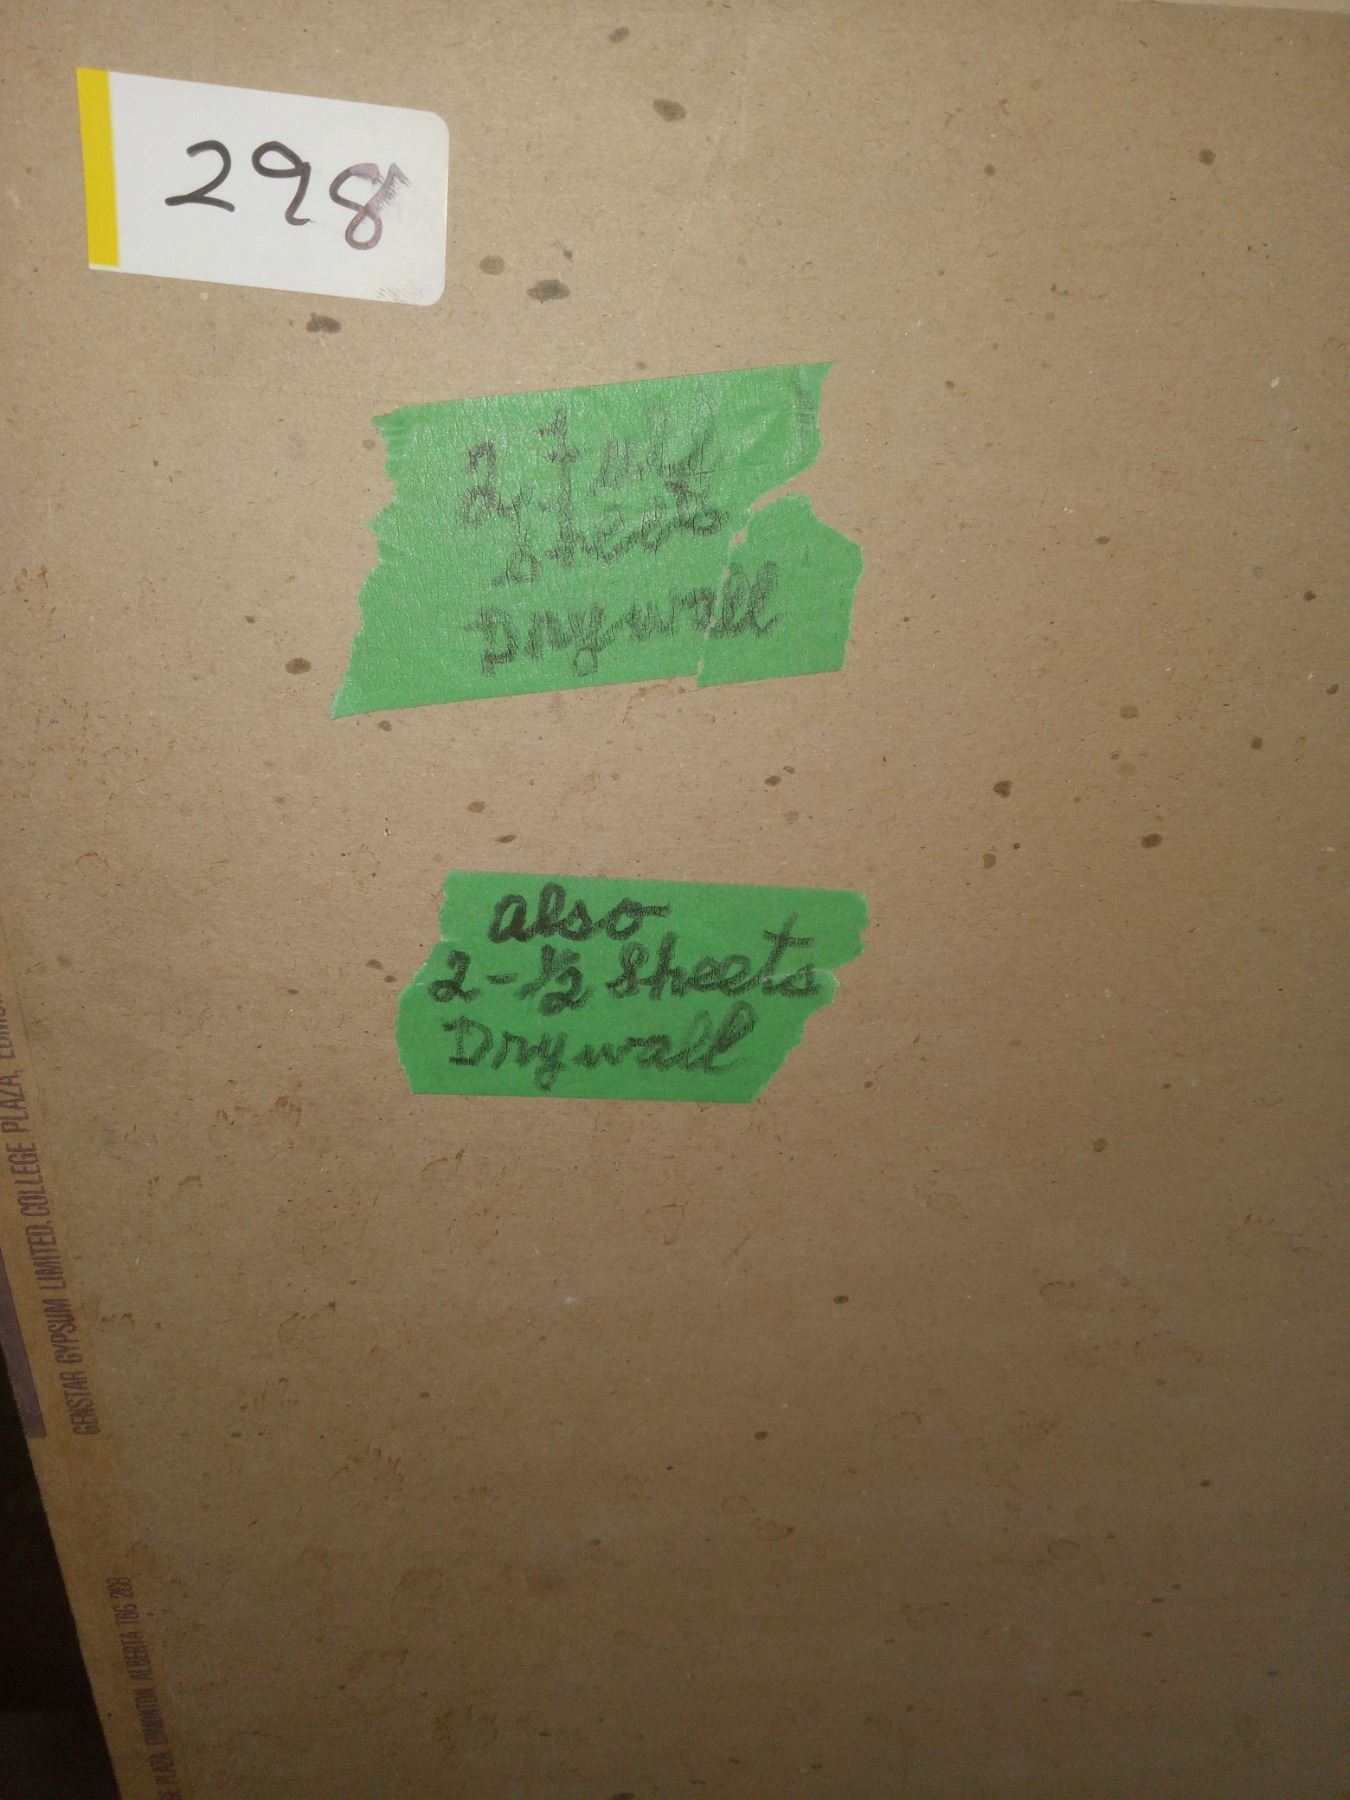 298
2 Full
Sheets
Drywall
also
2-½ Sheets
Drywall
GENSTAR GYPSUM LIMITED, COLLEGE PLAZA,
PLAZA, EDMONTON ALBERTA T6G 2C8